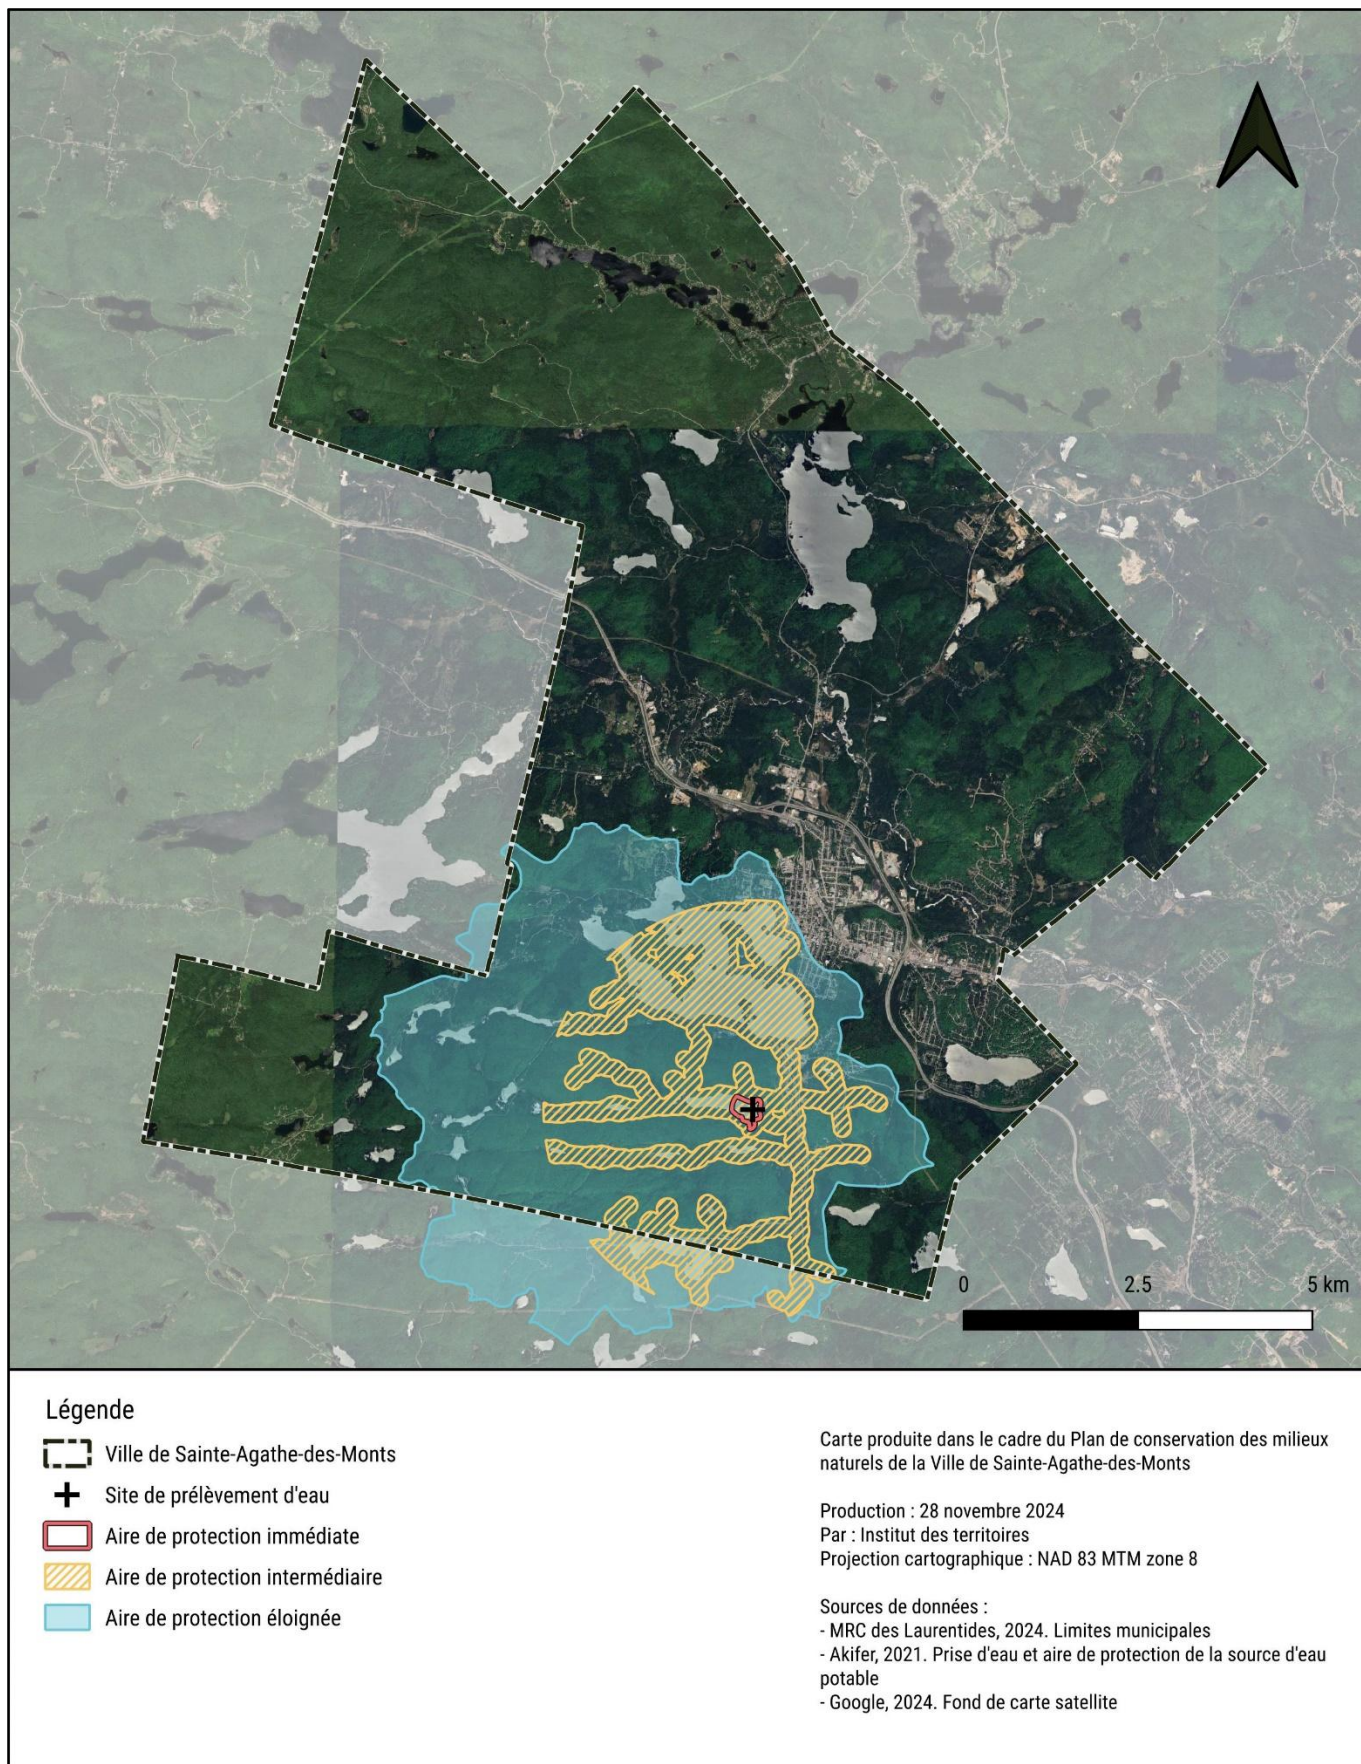 0 2.5 5 km
Légende
Ville de Sainte-Agathe-des-Monts
Site de prélèvement d'eau
Aire de protection immédiate
Aire de protection intermédiaire
Aire de protection éloignée
Carte produite dans le cadre du Plan de conservation des milieux
naturels de la Ville de Sainte-Agathe-des-Monts
Production : 28 novembre 2024
Par : Institut des territoires
Projection cartographique : NAD 83 MTM zone 8
Sources de données :
- MRC des Laurentides, 2024. Limites municipales
- Akifer, 2021. Prise d'eau et aire de protection de la source d'eau
potable
- Google, 2024. Fond de carte satellite